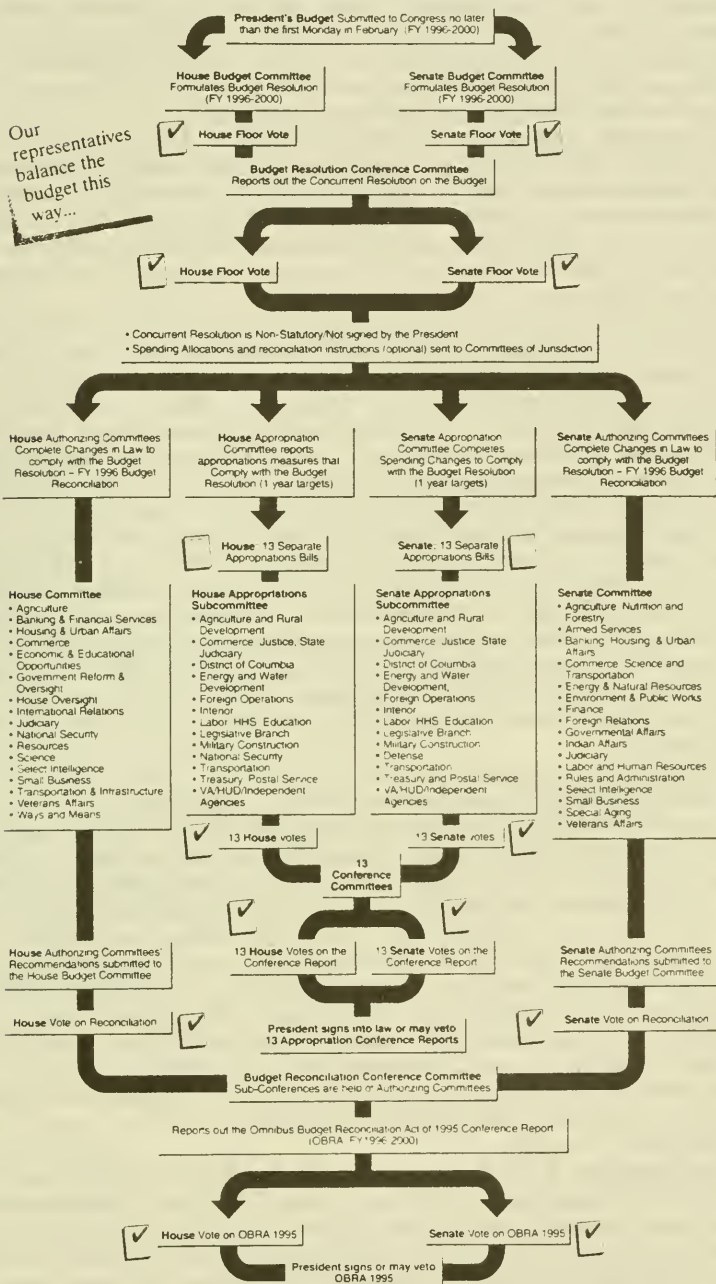 President's Budget Submitted to Congress no later
than the first Monday in February (FY 1996-2000)
House Budget Committee
Formulates Budget Resolution
(FY 1996-2000)
Senate Budget Committee
Formulates Budget Resolution
(FY 1996-2000)
Our
representatives
balance the
budget this
way...
House Floor Vote
Senate Floor Vote
Budget Resolution Conference Committee
Reports out the Concurrent Resolution on the Budget
House Floor Vote
Senate Floor Vote
• Concurrent Resolution is Non-Statutory/Not signed by the President
• Spending Allocations and reconciliation instructions (optional) sent to Committees of Jurisdiction
House Authorizing Committees
Complete Changes in Law to
comply with the Budget
Resolution – FY 1996 Budget
Reconciliation
House Appropriation
Committee reports
appropriations measures that
Comply with the Budget
Resolution (1 year targets)
Senate Appropriation
Committee Completes
Spending Changes to Comply
with the Budget Resolution
(1 year targets)
Senate Authorizing Committees
Complete Changes in Law to
comply with the Budget
Resolution – FY 1996 Budget
Reconciliation
House: 13 Separate
Appropriations Bills
Senate: 13 Separate
Appropriations Bills
House Committee
• Agriculture
• Banking & Financial Services
• Housing & Urban Affairs
• Commerce
• Economic & Educational
Opportunities
• Government Reform &
Oversight
• House Oversight
• International Relations
• Judiciary
• National Security
• Resources
• Science
• Select Intelligence
• Small Business
• Transportation & Infrastructure
• Veterans Affairs
• Ways and Means
House Appropriations
Subcommittee
• Agriculture and Rural
Development
• Commerce Justice, State
Judiciary
• District of Columbia
• Energy and Water
Development
• Foreign Operations
• Interior
• Labor HHS Education
• Legislative Branch
• Military Construction
• National Security
• Transportation
• Treasury Postal Service
• VA/HUD/Independent
Agencies
Senate Appropriations
Subcommittee
• Agriculture and Rural
Development
• Commerce Justice State
Judiciary
• District of Columbia
• Energy and Water
Development,
• Foreign Operations
• Interior
• Labor HHS Education
• Legislative Branch
• Military Construction
• Defense
• Transportation
• Treasury and Postal Service
• VA/HUD/Independent
Agencies
Senate Committee
• Agriculture Nutrition and
Forestry
• Armed Services
• Banking Housing & Urban
Affairs
• Commerce Science and
Transportation
• Energy & Natural Resources
• Environment & Public Works
• Finance
• Foreign Relations
• Governmental Affairs
• Indian Affairs
• Judiciary
• Labor and Human Resources
• Rules and Administration
• Select Intelligence
• Small Business
• Special Aging
• Veterans Affairs
13 House votes
13 Senate votes
13
Conference
Committees
13 House Votes on the
Conference Report
13 Senate Votes on the
Conference Report
House Authorizing Committees'
Recommendations submitted to
the House Budget Committee
Senate Authorizing Committees
Recommendations submitted to
the Senate Budget Committee
House Vote on Reconciliation
President signs into law or may veto
13 Appropriation Conference Reports
Senate Vote on Reconciliation
Budget Reconciliation Conference Committee
Sub-Conferences are held of Authorizing Committees
Reports out the Omnibus Budget Reconciliation Act of 1995 Conference Report
(OBRA FY 1996-2000)
House Vote on OBRA 1995
Senate Vote on OBRA 1995
President signs or may veto
OBRA 1995